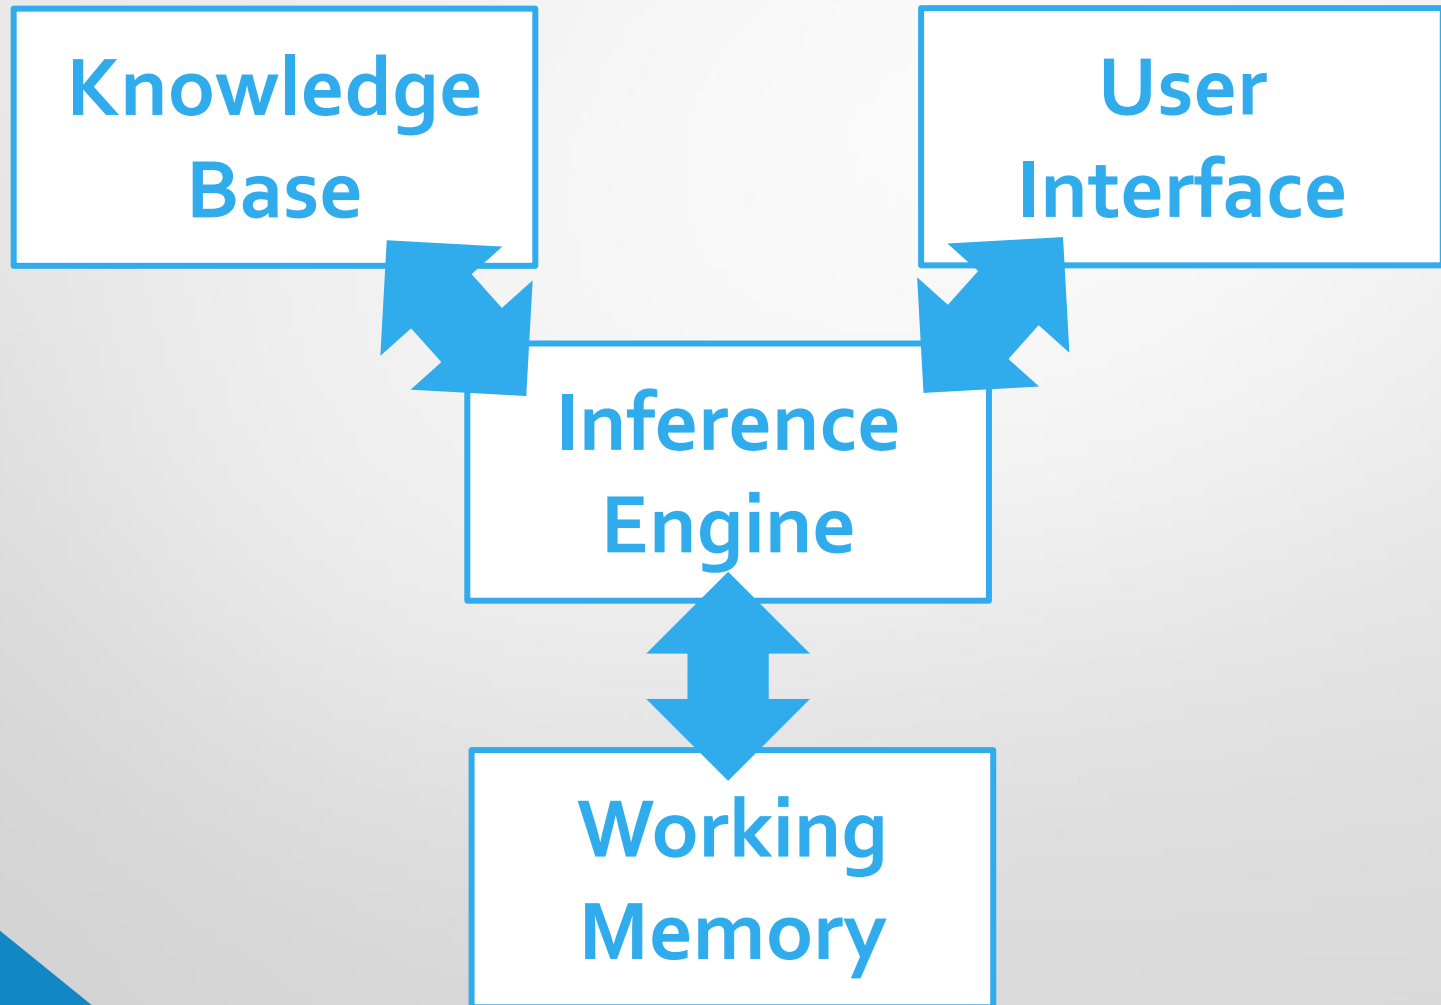 Knowledge
Base
User
Interface
Inference
Engine
Working
Memory